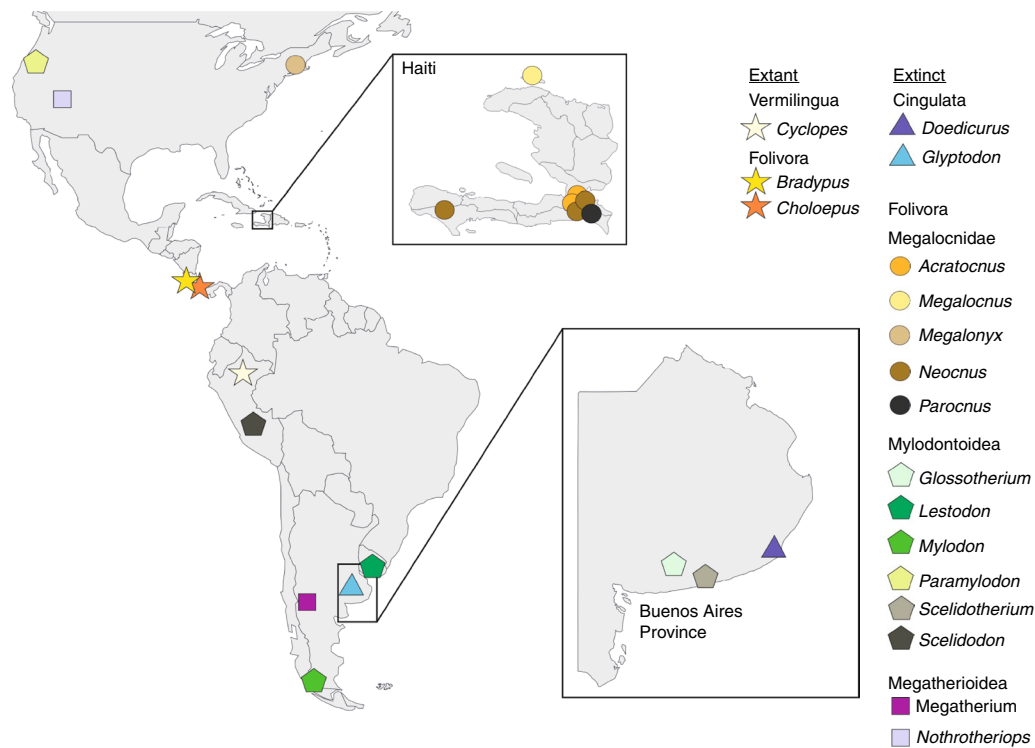 Haiti
Buenos Aires
Province
Extant
Vermilingua
Cyclopes
Folivora
Bradypus
Choloepus
Extinct
Cingulata
Doedicurus
Glyptodon
Folivora
Megalocnidae
Acratocnus
Megalocnus
Megalonyx
Neocnus
Parocnus
Mylodontoidea
Glossotherium
Lestodon
Mylodon
Paramylodon
Scelidotherium
Scelidodon
Megatherioidea
Megatherium
Nothrotheriops